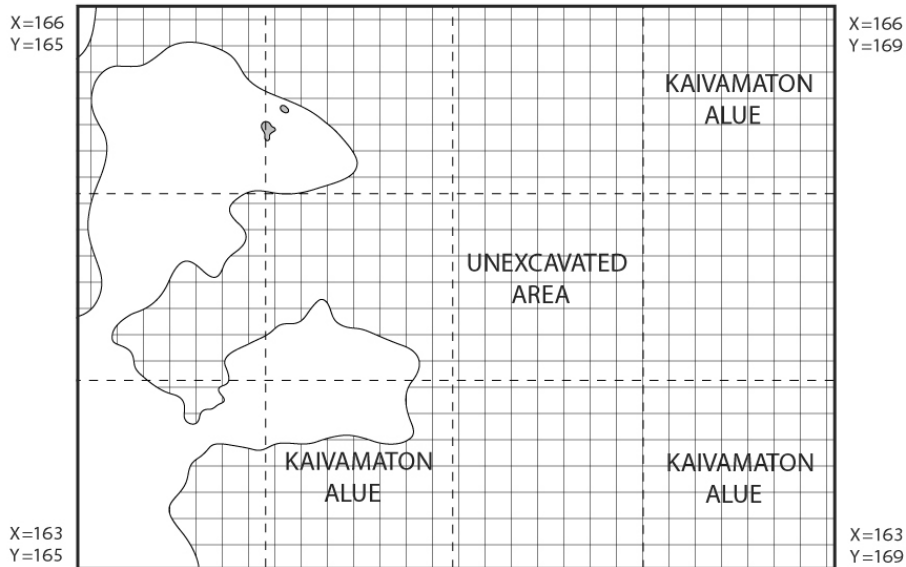 X=166
Y=165
X=166
Y=169
KAIVAMATON
ALUE
UNEXCAVATED
AREA
KAIVAMATON
ALUE
KAIVAMATON
ALUE
X=163
Y=165
X=163
Y=169